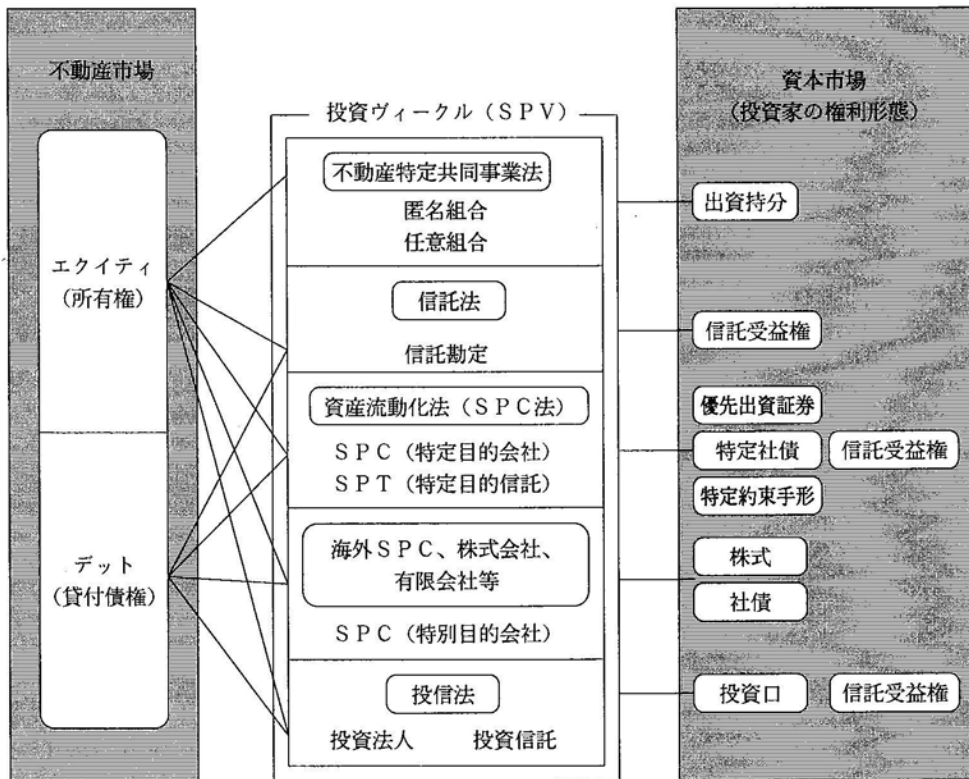 不動産市場
エクイティ
(所有権)
デット
(貸付債権)
投資ヴィークル(SPV)
不動産特定共同事業法
匿名組合
任意組合
信託法
信託勘定
資産流動化法(SPC法)
SPC(特定目的会社)
SPT(特定目的信託)
海外SPC、株式会社、
有限会社等
SPC(特別目的会社)
投信法
投資法人 投資信託
資本市場
(投資家の権利形態)
出資持分
信託受益権
優先出資証券
特定社債 信託受益権
特定約束手形
株式
社債
投資口 信託受益権